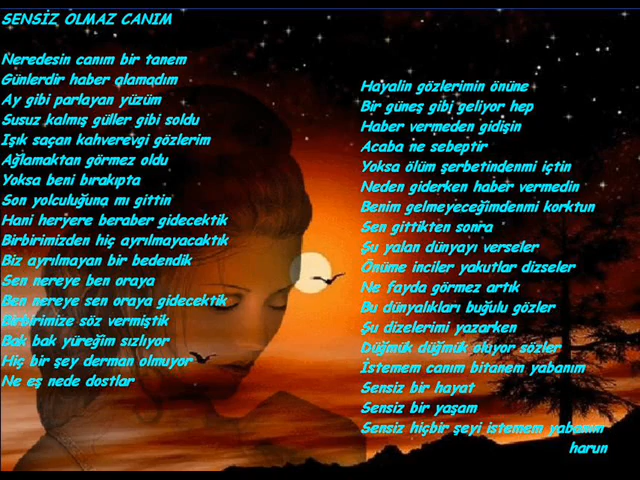 SENSİZ OLMAZ CANIM
Neredesin canım bir tanem
Günlerdir haber alamadım
Ay gibi parlayan yüzüm
Susuz kalmış güller gibi soldu
Işık saçan kahverevgi gözlerim
Ağlamaktan görmez oldu
Yoksa beni bırakıpta
Son yolculuğuna mı gittin
Hani heryere beraber gidecektik
Birbirimizden hiç ayrılmayacaktık
Biz ayrılmayan bir bedendik
Sen nereye ben oraya
Ben nereye sen oraya gidecektik
Birbirimize söz vermiştik
Bak bak yüreğim sızlıyor
Hiç bir şey derman olmuyor
Ne eş nede dostlar
Hayalin gözlerimin önüne
Bir güneş gibi geliyor hep
Haber vermeden gidişin
Acaba ne sebeptir
Yoksa ölüm şerbetindenmi içtin
Neden giderken haber vermedin
Benim gelmeyeceğimdenmi korktun
Sen gittikten sonra
Şu yalan dünyayı verseler
Önüme inciler yakutlar dizseler
Ne fayda görmez artık
Bu dünyalıkları buğulu gözler
Şu dizelerimi yazarken
Düğmük düğmük oluyor sözler
İstemem canım bitanem yabanım
Sensiz bir hayat
Sensiz bir yaşam
Sensiz hiçbir şeyi istemem yabanım
harun